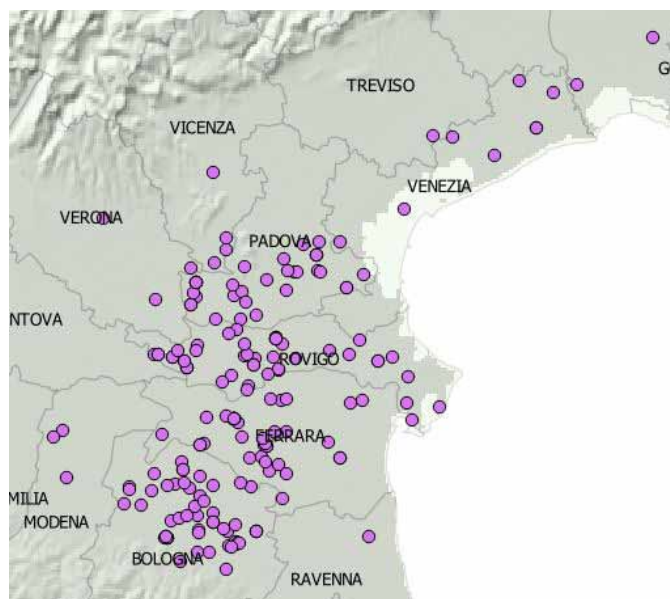 G
TREVISO
VICENZA
VENEZIA
VERONA
PADOVA
NTOVA
ROVIGO
FERRARA
MILIA
MODENA
BOLOGNA
RAVENNA